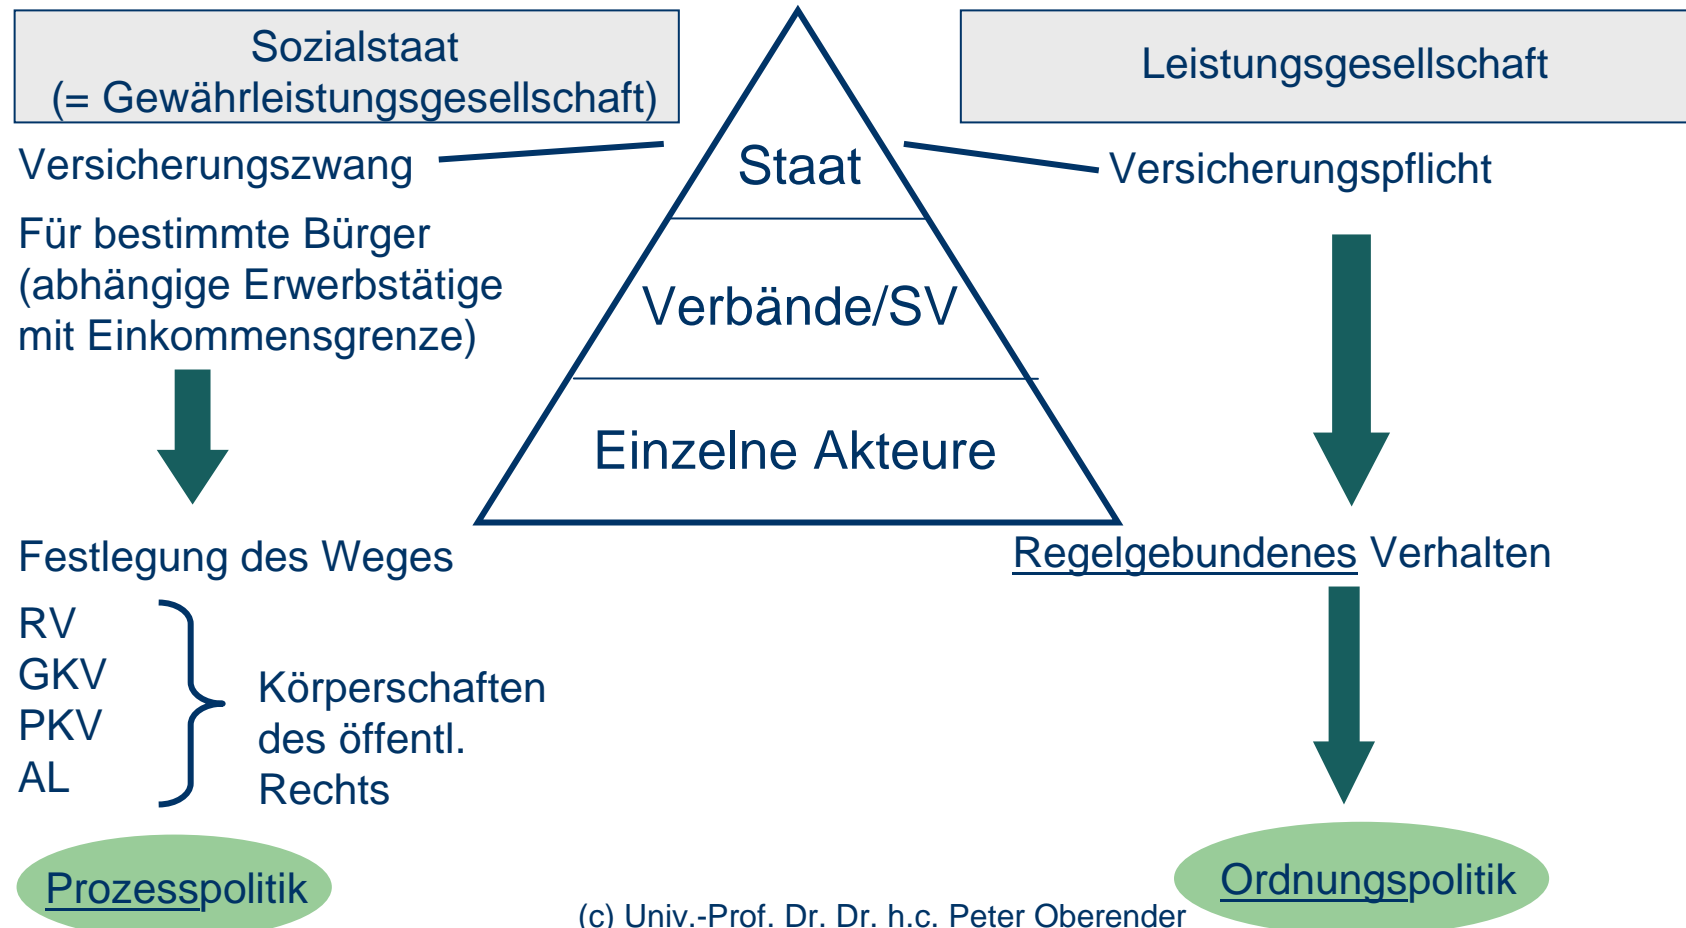 Sozialstaat
(= Gewährleistungsgesellschaft)
Leistungsgesellschaft
Versicherungszwang
Für bestimmte Bürger
(abhängige Erwerbstätige
mit Einkommensgrenze)
Staat
Verbände/SV
Einzelne Akteure
Versicherungspflicht
Festlegung des Weges
RV
GKV
PKV
AL
Körperschaften
des öffentl.
Rechts
Prozesspolitik
Regelgebundenes Verhalten
Ordnungspolitik
(c) Univ.-Prof. Dr. Dr. h.c. Peter Oberender